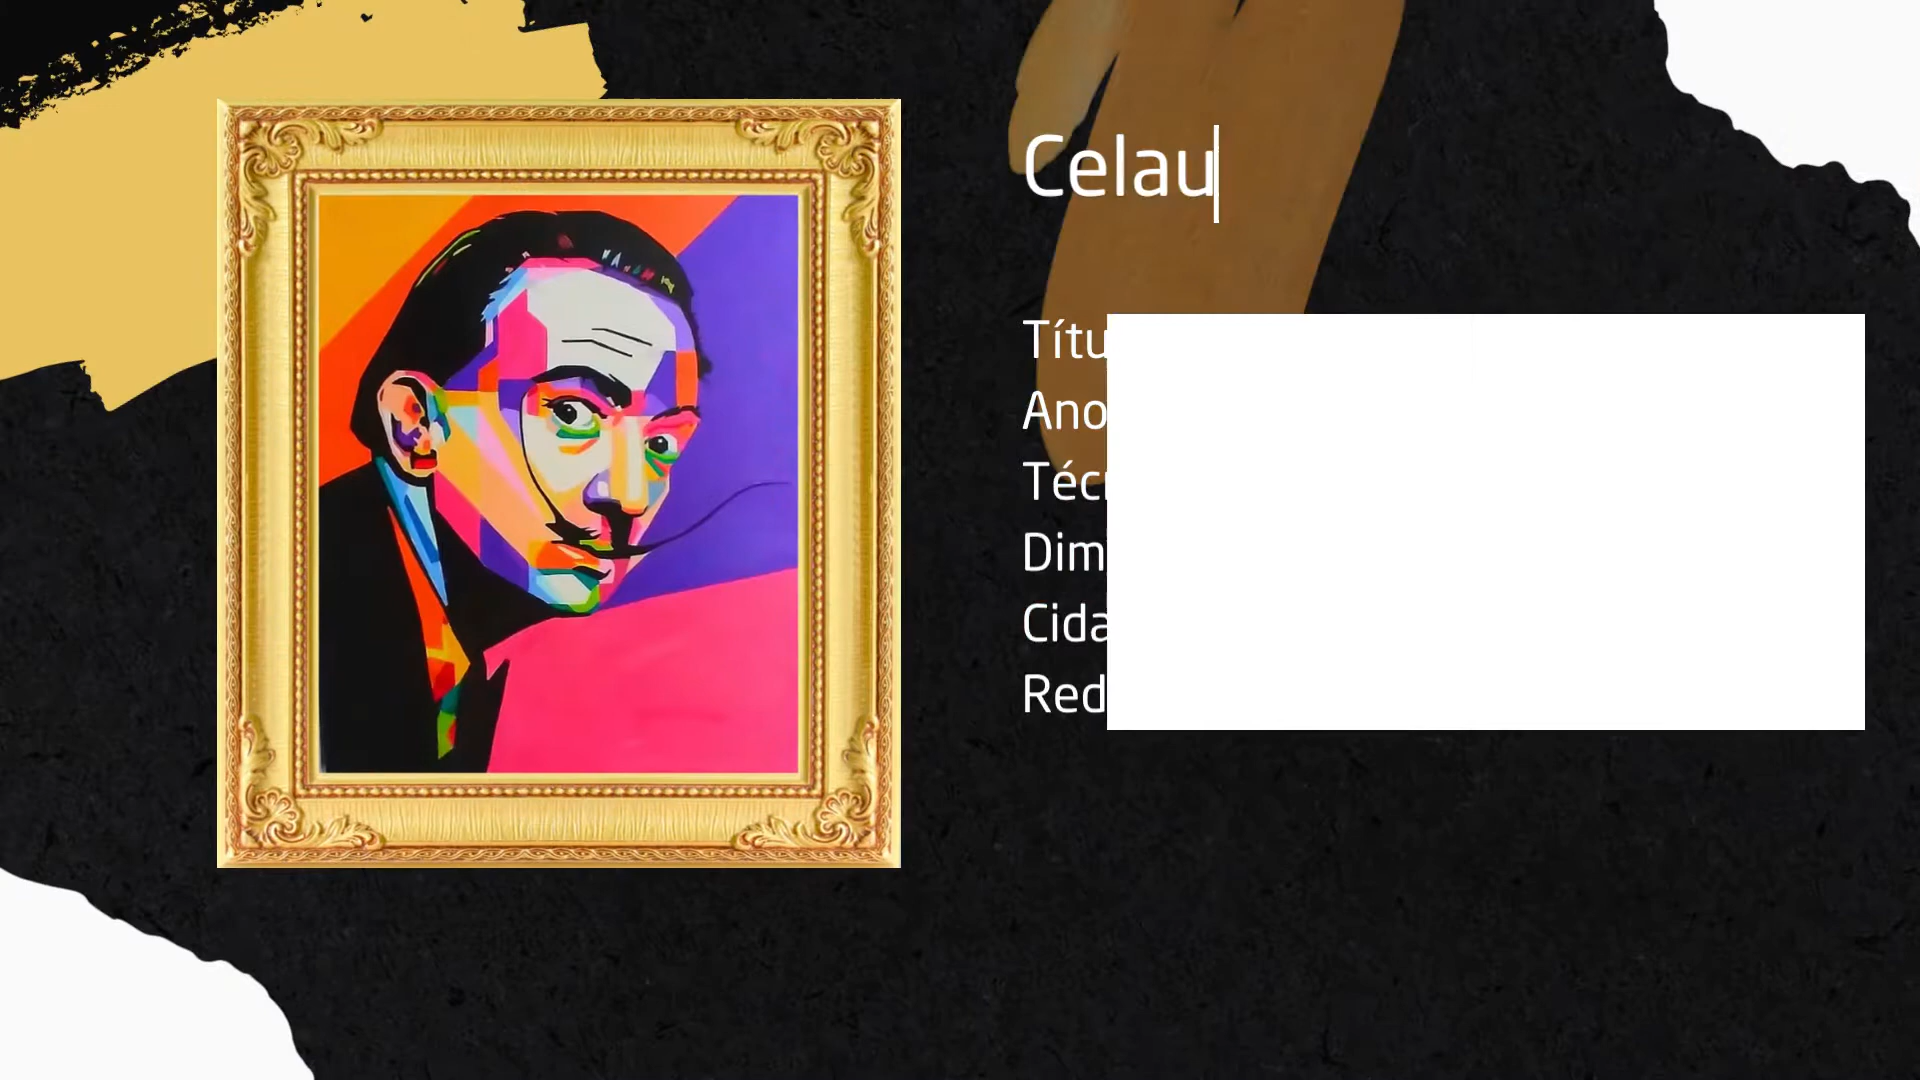 Celau
Títu
Ano
Téc
Dim
Cida
Red